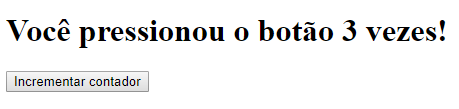 Você pressionou o botão 3 vezes!
Incrementar contador